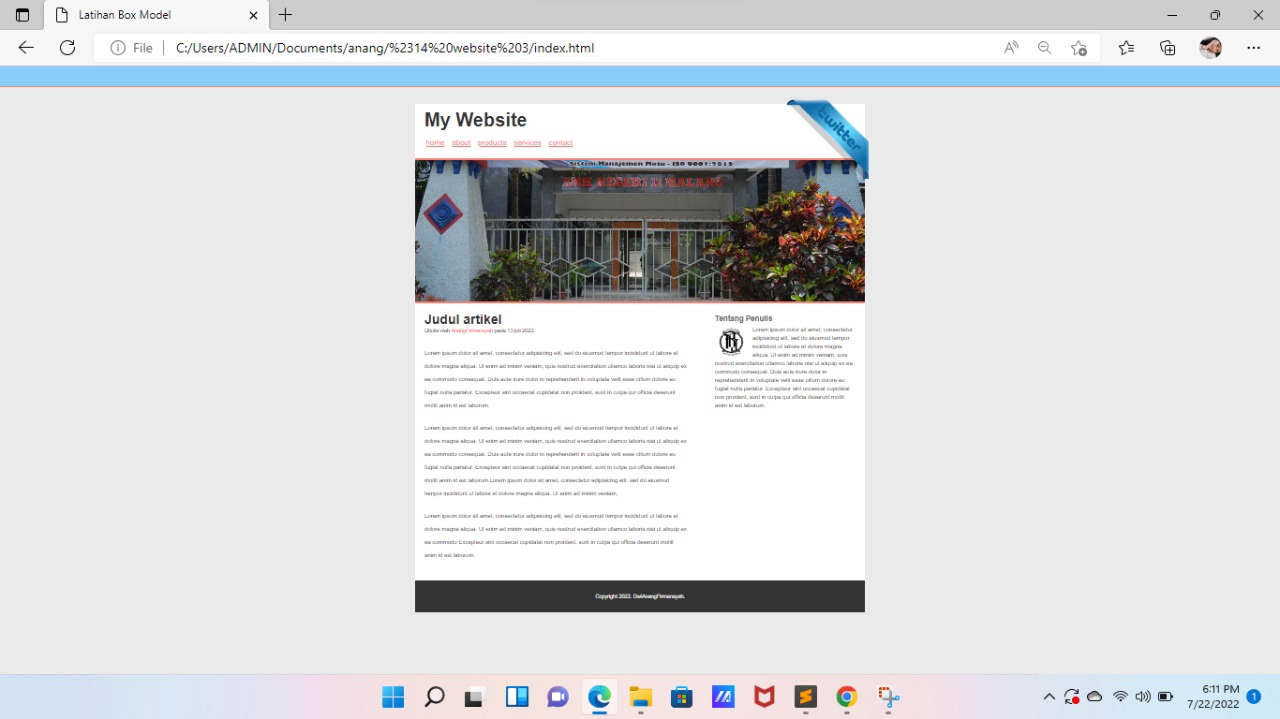 Latihan Box Model
File
C:/Users/ADMIN/Documents/anang/%2314%20website%203/index.html
My Website
twitter
home about products services contact
Sistem Manajemen Mutu - ISO 9001:2015
SMK NEGERI 11 MALANG
Judul artikel
Ditulis oleh AnangFirmansyah pada 13 juli 2022.
Lorem ipsum dolor sit amet, consectetur adipisicing elit, sed do eiusmod tempor incididunt ut labore et
dolore magna aliqua. Ut enim ad minim veniam, quis nostrud exercitation ullamco laboris nisi ut aliquip ex
ea commodo consequat. Duis aute irure dolor in reprehenderit in voluptate velit esse cillum dolore eu
fugiat nulla pariatur. Excepteur sint occaecat cupidatat non proident, sunt in culpa qui officia deserunt
mollit anim id est laborum.
Lorem ipsum dolor sit amet, consectetur adipisicing elit, sed do eiusmod tempor incididunt ut labore et
dolore magna aliqua. Ut enim ad minim veniam, quis nostrud exercitation ullamco laboris nisi ut aliquip ex
ea commodo consequat. Duis aute irure dolor in reprehenderit in voluptate velit esse cillum dolore eu
fugiat nulla pariatur. Excepteur sint occaecat cupidatat non proident, sunt in culpa qui officia deserunt
mollit anim id est laborum.Lorem ipsum dolor sit amet, consectetur adipisicing elit, sed do eiusmod
tempor incididunt ut labore et dolore magna aliqua. Ut enim ad minim veniam,
Lorem ipsum dolor sit amet, consectetur adipisicing elit, sed do eiusmod tempor incididunt ut labore et
dolore magna aliqua. Ut enim ad minim veniam, quis nostrud exercitation ullamco laboris nisi ut aliquip ex
ea commodo Excepteur sint occaecat cupidatat non proident, sunt in culpa qui officia deserunt mollit
anim id est laborum.
Tentang Penulis
Lorem ipsum dolor sit amet, consectetur
adipisicing elit, sed do eiusmod tempor
incididunt ut labore et dolore magna
aliqua. Ut enim ad minim veniam, quis
nostrud exercitation ullamco laboris nisi ut aliquip ex ea
commodo consequat. Duis aute irure dolor in
reprehenderit in voluptate velit esse cillum dolore eu
fugiat nulla pariatur. Excepteur sint occaecat cupidatat
non proident, sunt in culpa qui officia deserunt mollit
anim id est laborum.
Copyright 2022. DwiAnangFirmansyah.
6:11 PM
7/22/2022
1